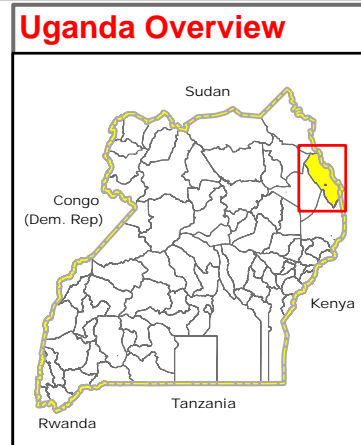 Uganda Overview
Sudan
Congo
(Dem. Rep)
Kenya
Tanzania
Rwanda